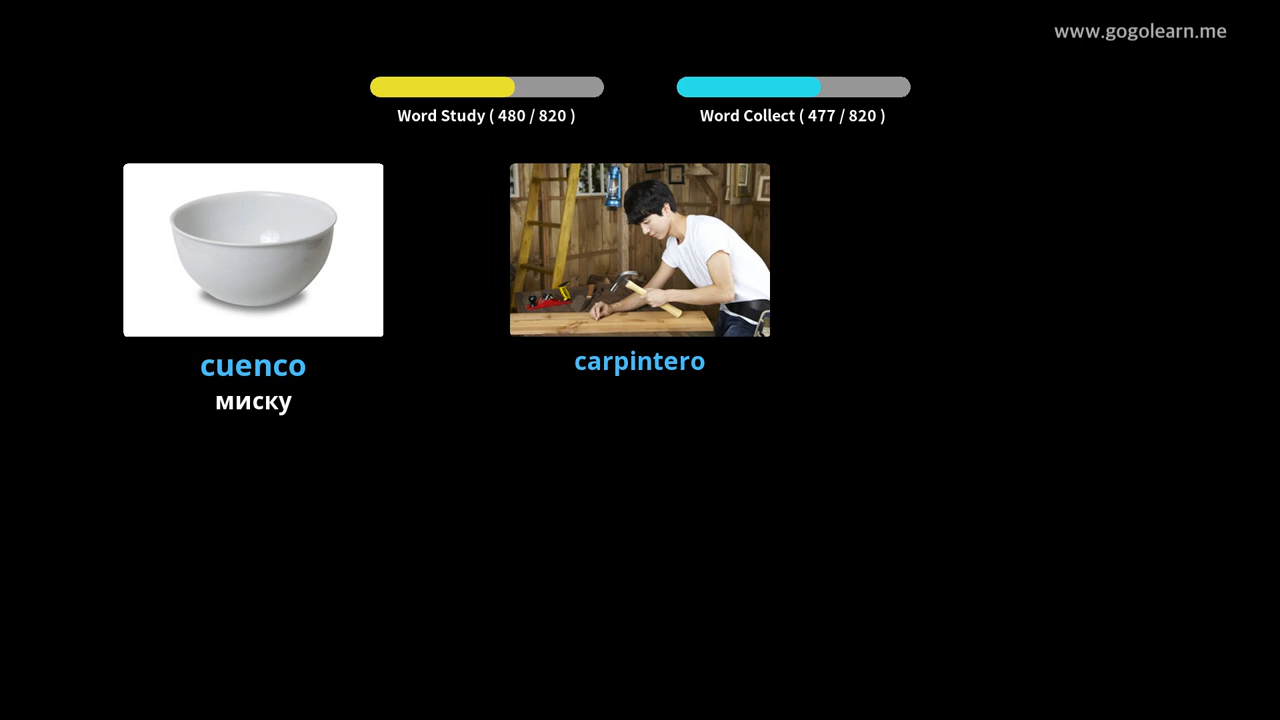 www.gogolearn.me
Word Study ( 480 / 820 )
Word Collect ( 477 / 820 )
cuenco
миску
carpintero